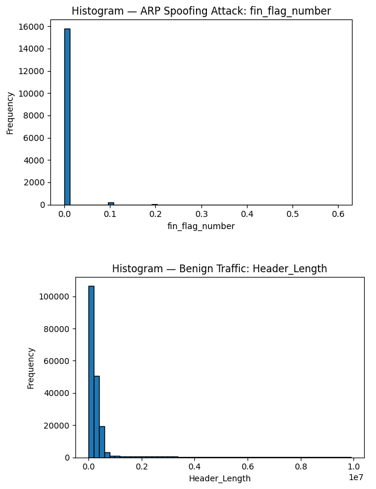 Histogram — ARP Spoofing Attack: fin_flag_number
16000
14000
12000
10000
8000
6000
4000
2000
0
Frequency
0.0 0.1 0.2 0.3 0.4 0.5 0.6
fin_flag_number
Histogram — Benign Traffic: Header_Length
100000
80000
60000
40000
20000
0
Frequency
0.0 0.2 0.4 0.6 0.8 1.0
1e7
Header_Length